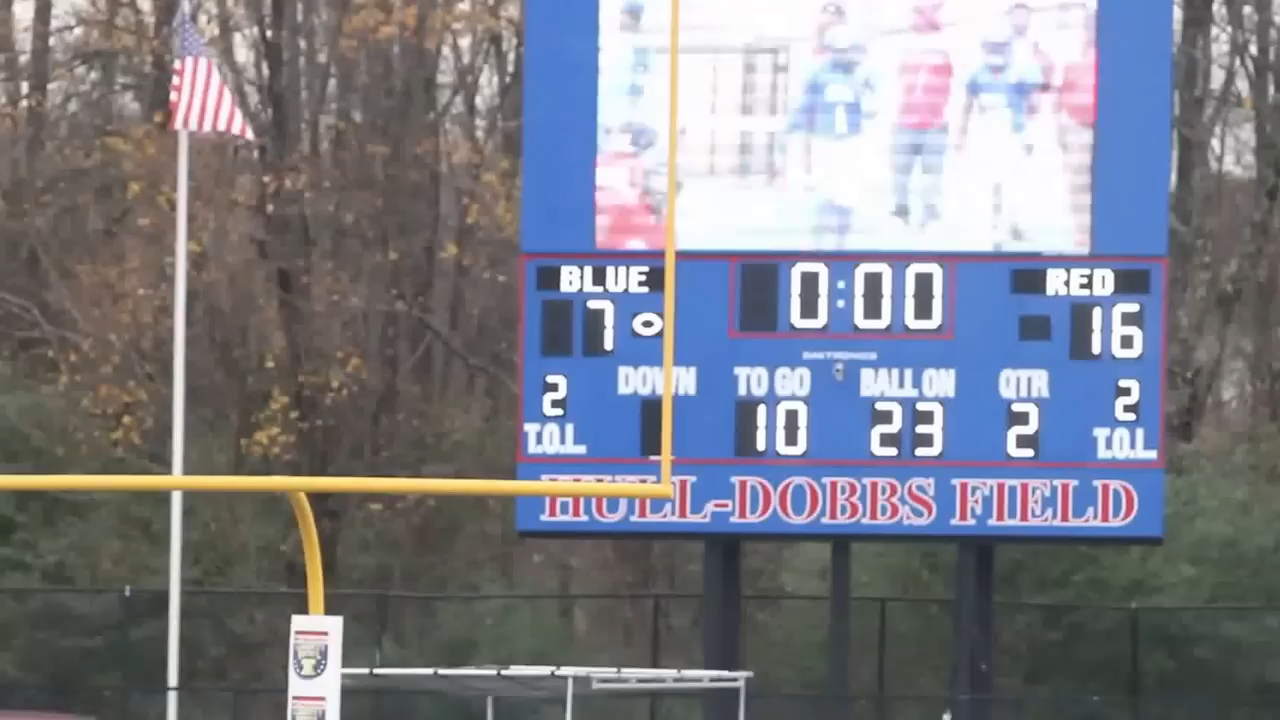 BLUE 0:00 RED
7 16
DAKTRONICS
DOWN TO GO BALL ON QTR
2 10 23 2 2
T.O.L. T.O.L.
HULL-DOBBS FIELD